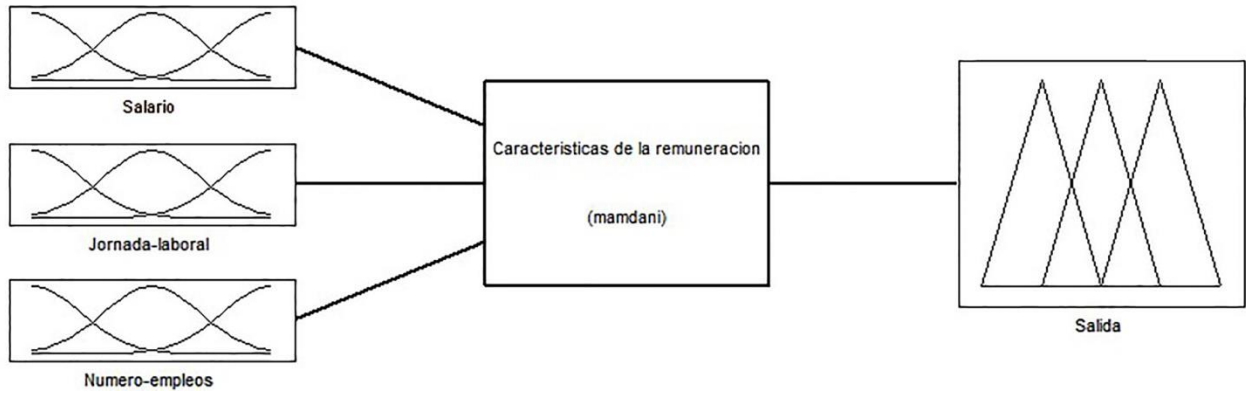 Salario
Jornada-laboral
Numero-empleos
Caracteristicas de la remuneracion
(mamdani)
Salida